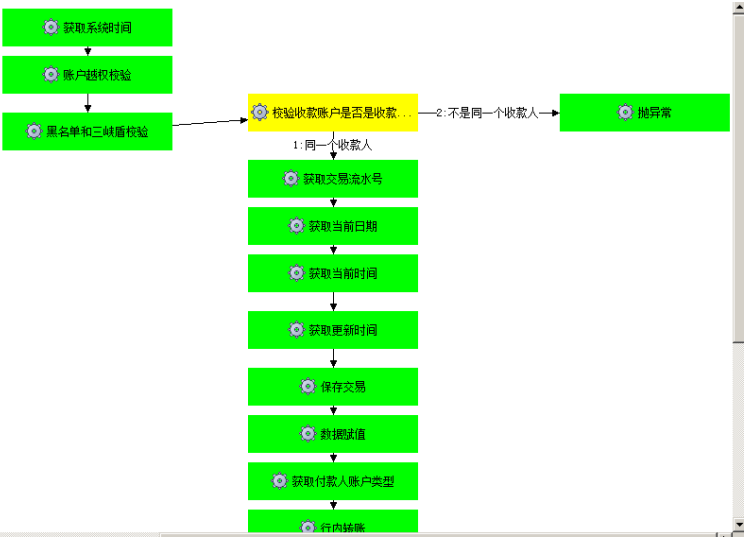 获取系统时间
账户越权校验
黑名单和三峡盾校验
校验收款账户是否是收款...
2:不是同一个收款人
抛异常
1:同一个收款人
获取交易流水号
获取当前日期
获取当前时间
获取更新时间
保存交易
数据赋值
获取付款人账户类型
行内转账